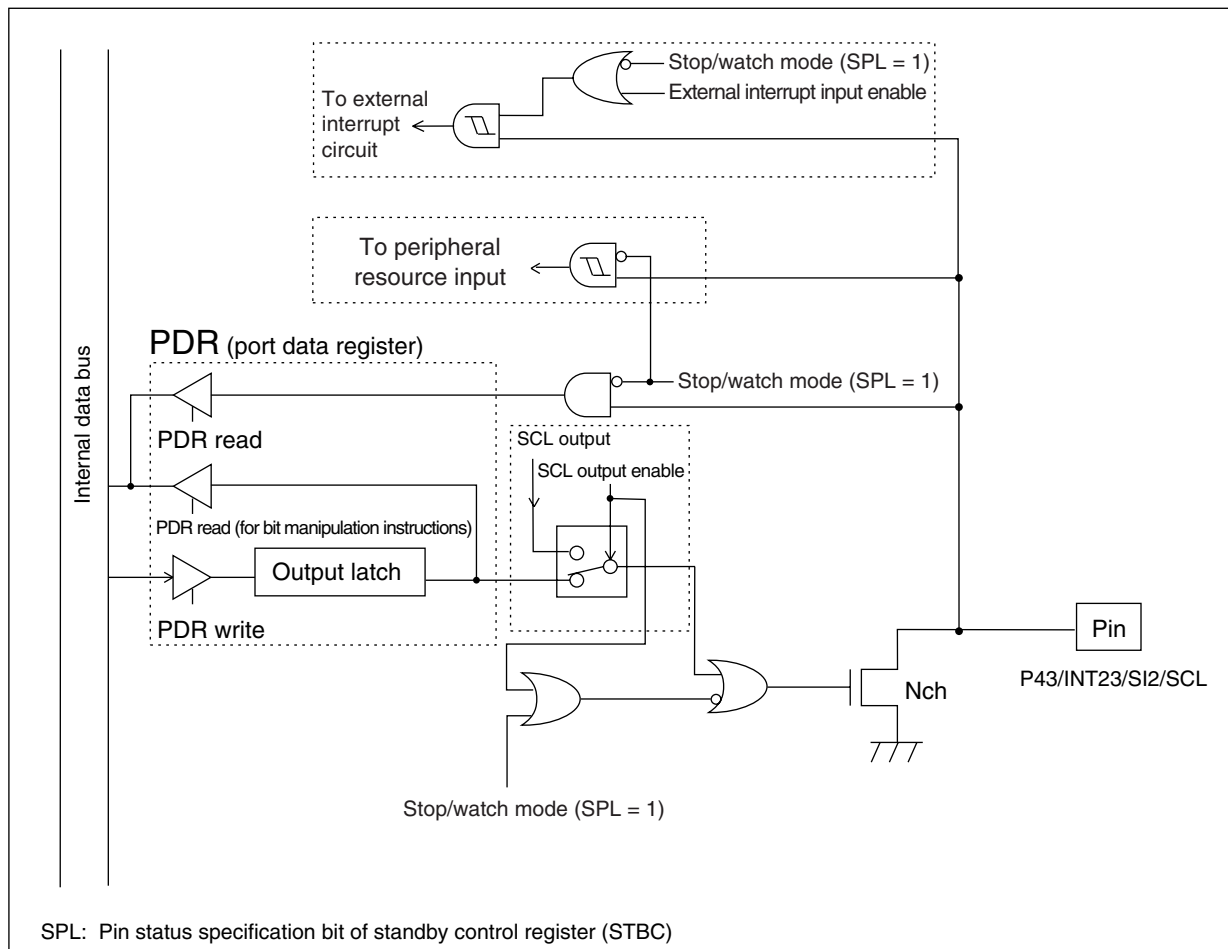 Stop/watch mode (SPL = 1)
External interrupt input enable
To external
interrupt
circuit
To peripheral
resource input
PDR (port data register)
Stop/watch mode (SPL = 1)
Internal data bus
PDR read
SCL output
SCL output enable
PDR read (for bit manipulation instructions)
Output latch
PDR write
Pin
P43/INT23/SI2/SCL
Nch
Stop/watch mode (SPL = 1)
SPL: Pin status specification bit of standby control register (STBC)